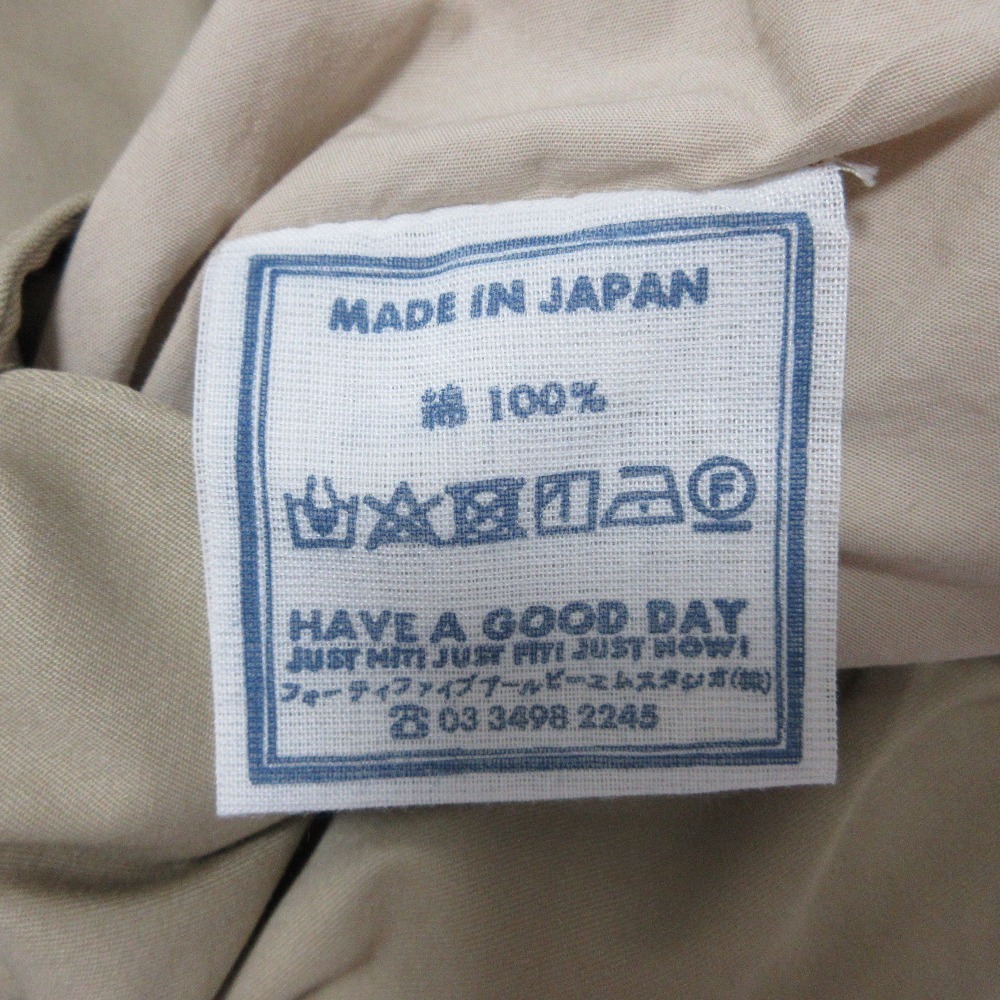 MADE IN JAPAN
綿 100%
F
HAVE A GOOD DAY
JUST HIT! JUST FIT! JUST NOW!
フォーティファイブアールピーエムスタジオ(株)
☎ 03 3498 2245